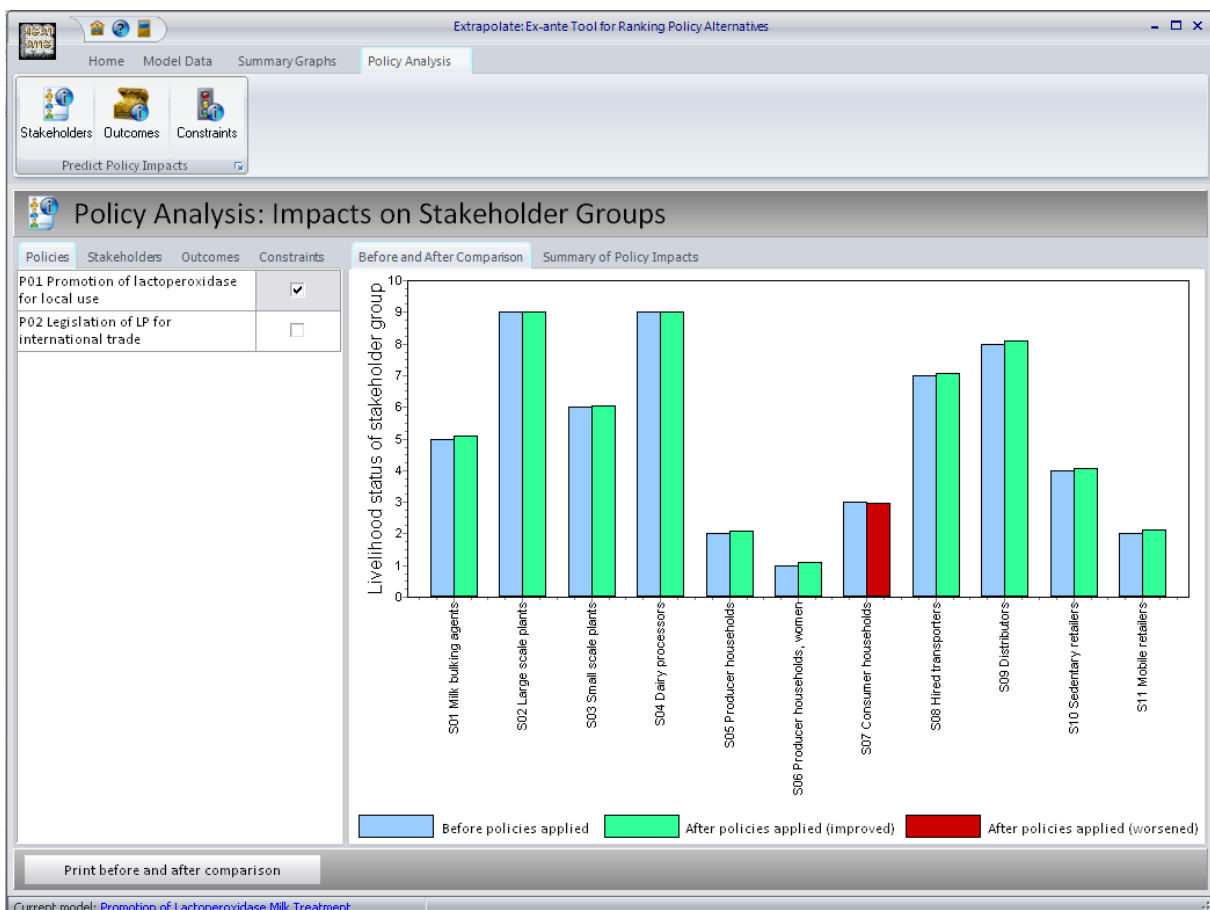 Extrapolate: Ex-ante Tool for Ranking Policy Alternatives
Home Model Data Summary Graphs Policy Analysis
Stakeholders Outcomes Constraints
Predict Policy Impacts
Policy Analysis: Impacts on Stakeholder Groups
Policies Stakeholders Outcomes Constraints
P01 Promotion of lactoperoxidase
for local use
P02 Legislation of LP for
international trade
Before and After Comparison Summary of Policy Impacts
Livelihood status of stakeholder group
10
9
8
7
6
5
4
3
2
1
0
S01 Milk bulking agents
S02 Large scale plants
S03 Small scale plants
S04 Dairy processors
S05 Producer households
S06 Producer households, women
S07 Consumer households
S08 Hired transporters
S09 Distributors
S10 Sedentary retailers
S11 Mobile retailers
Before policies applied After policies applied (improved) After policies applied (worsened)
Print before and after comparison
Current model: Promotion of Lactoperoxidase Milk Treatment